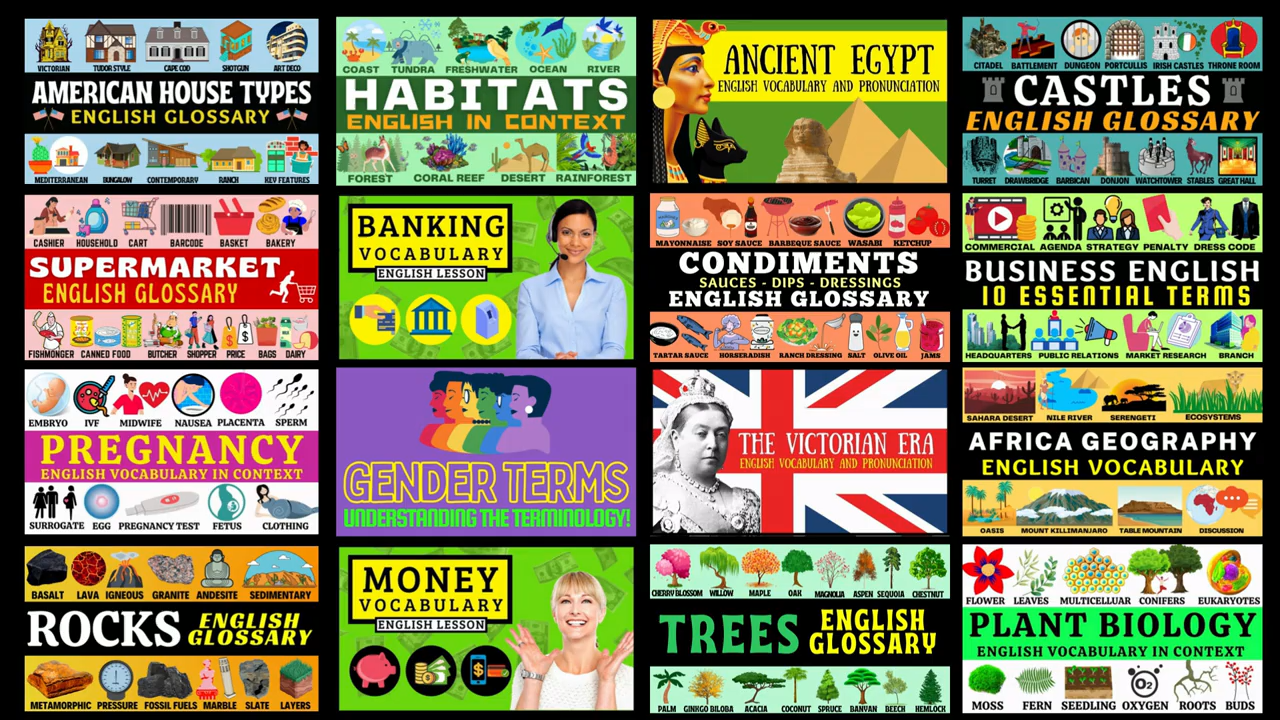 VICTORIAN TUDOR STYLE CAPE COD SHOTGUN ART DECO
AMERICAN HOUSE TYPES
ENGLISH GLOSSARY
MEDITERRANEAN BUNGALOW CONTEMPORARY RANCH KEY FEATURES
COAST TUNDRA FRESHWATER OCEAN RIVER
HABITATS
ENGLISH IN CONTEXT
FOREST CORAL REEF DESERT RAINFOREST
ANCIENT EGYPT
ENGLISH VOCABULARY AND PRONUNCIATION
CITADEL BATTLEMENT DUNGEON PORTCULLIS IRISH CASTLES THRONE ROOM
CASTLES
ENGLISH GLOSSARY
TURRET DRAWBRIDGE BARBICAN DONJON WATCHTOWER STABLES GREAT HALL
CASHIER HOUSEHOLD CART BARCODE BASKET BAKERY
SUPERMARKET
ENGLISH GLOSSARY
FISHMONGER CANNED FOOD BUTCHER SHOPPER PRICE BAGS DAIRY
BANKING
VOCABULARY
ENGLISH LESSON
MAYONNAISE SOY SAUCE BARBEQUE SAUCE WASABI KETCHUP
CONDIMENTS
SAUCES - DIPS - DRESSINGS
ENGLISH GLOSSARY
TARTAR SAUCE HORSERADISH RANCH DRESSING SALT OLIVE OIL JAMS
COMMERCIAL AGENDA STRATEGY PENALTY DRESS CODE
BUSINESS ENGLISH
10 ESSENTIAL TERMS
HEADQUARTERS PUBLIC RELATIONS MARKET RESEARCH BRANCH
EMBRYO IVF MIDWIFE NAUSEA PLACENTA SPERM
PREGNANCY
ENGLISH VOCABULARY IN CONTEXT
SURROGATE EGG PREGNANCY TEST FETUS CLOTHING
GENDER TERMS
UNDERSTANDING THE TERMINOLOGY!
THE VICTORIAN ERA
ENGLISH VOCABULARY AND PRONUNCIATION
SAHARA DESERT NILE RIVER SERENGETI ECOSYSTEMS
AFRICA GEOGRAPHY
ENGLISH VOCABULARY
OASIS MOUNT KILLIMANJARO TABLE MOUNTAIN DISCUSSION
BASALT LAVA IGNEOUS GRANITE ANDESITE SEDIMENTARY
ROCKS ENGLISH
GLOSSARY
METAMORPHIC PRESSURE FOSSIL FUELS MARBLE SLATE LAYERS
MONEY
VOCABULARY
ENGLISH LESSON
CHERRY BLOSSOM WILLOW MAPLE OAK MAGNOLIA ASPEN SEQUOIA CHESTNUT
TREES ENGLISH
GLOSSARY
PALM GINKGO BILOBA ACACIA COCONUT SPRUCE BANYAN BEECH HEMLOCK
FLOWER LEAVES MULTICELLUAR CONIFERS EUKARYOTES
PLANT BIOLOGY
ENGLISH VOCABULARY IN CONTEXT
O2
MOSS FERN SEEDLING OXYGEN ROOTS BUDS